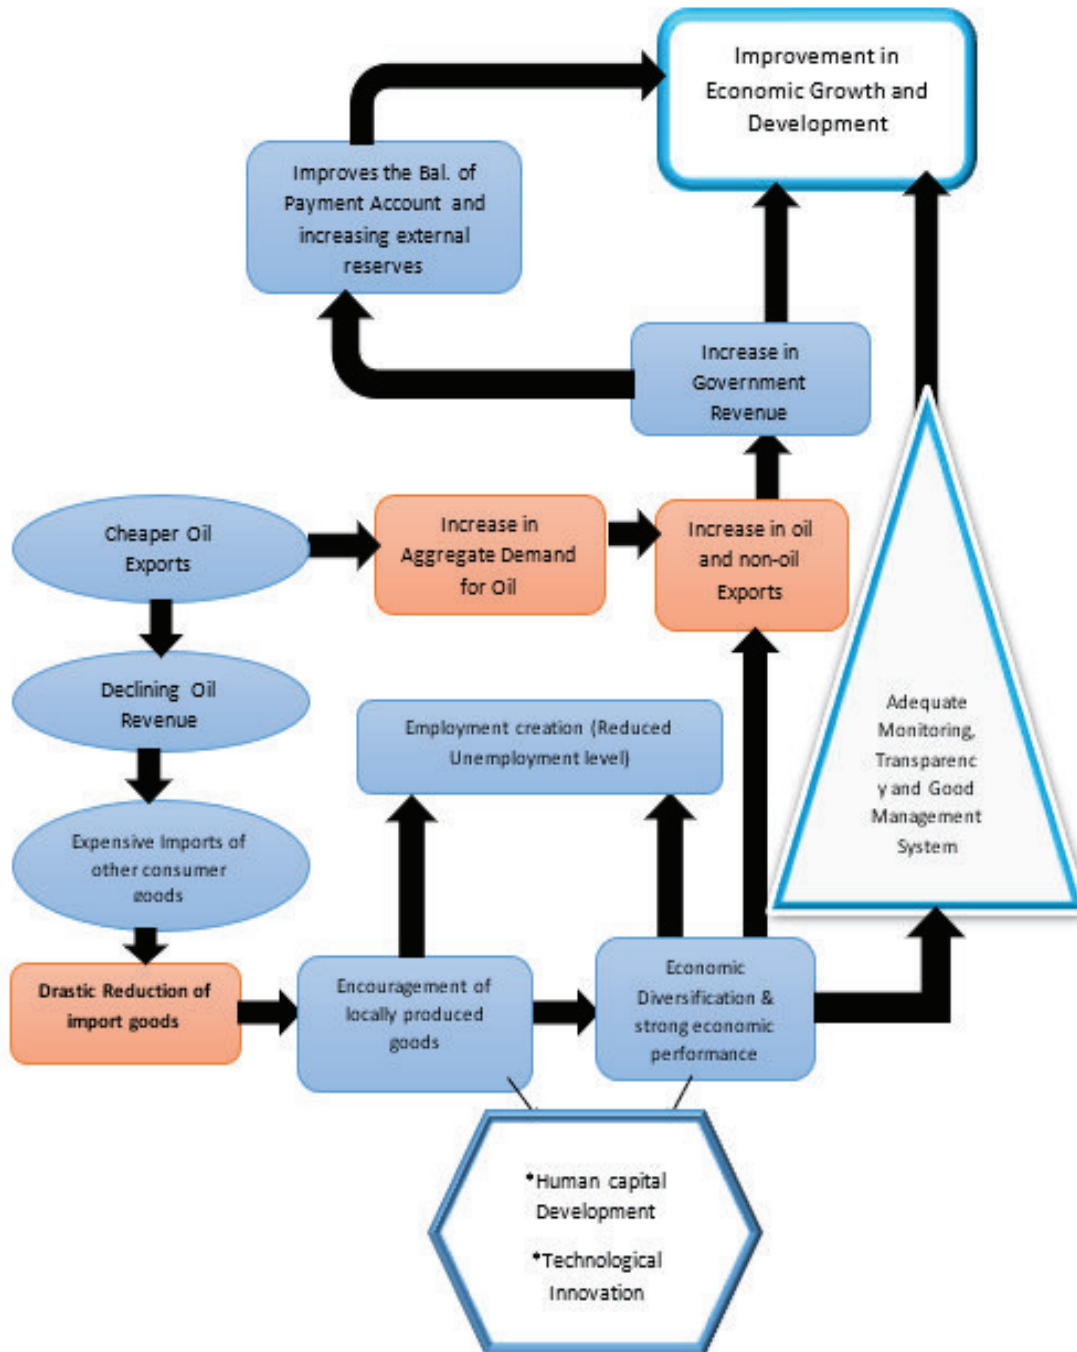 Improvement in
Economic Growth and
Development
Improves the Bal. of
Payment Account and
increasing external
reserves
Increase in
Government
Revenue
Cheaper Oil
Exports
Increase in
Aggregate Demand
for Oil
Increase in oil
and non-oil
Exports
Declining Oil
Revenue
Employment creation (Reduced
Unemployment level)
Adequate
Monitoring,
Transparenc
y and Good
Management
System
Expensive Imports of
other consumer
goods
Drastic Reduction of
import goods
Encouragement of
locally produced
goods
Economic
Diversification &
strong economic
performance
*Human capital
Development
*Technological
Innovation